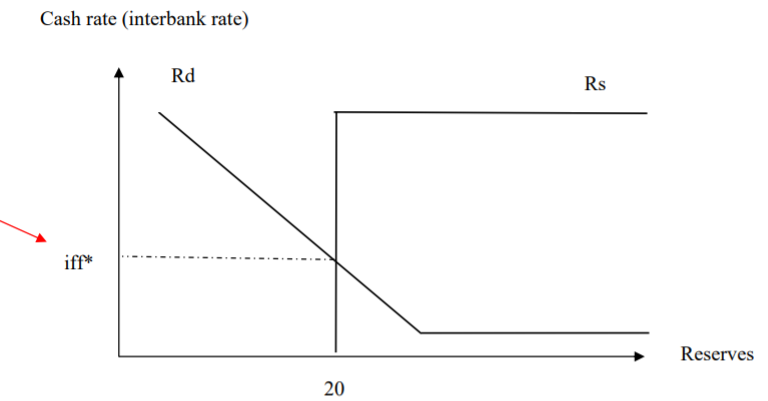 Cash rate (interbank rate)
Rd
Rs
iff*
Reserves
20